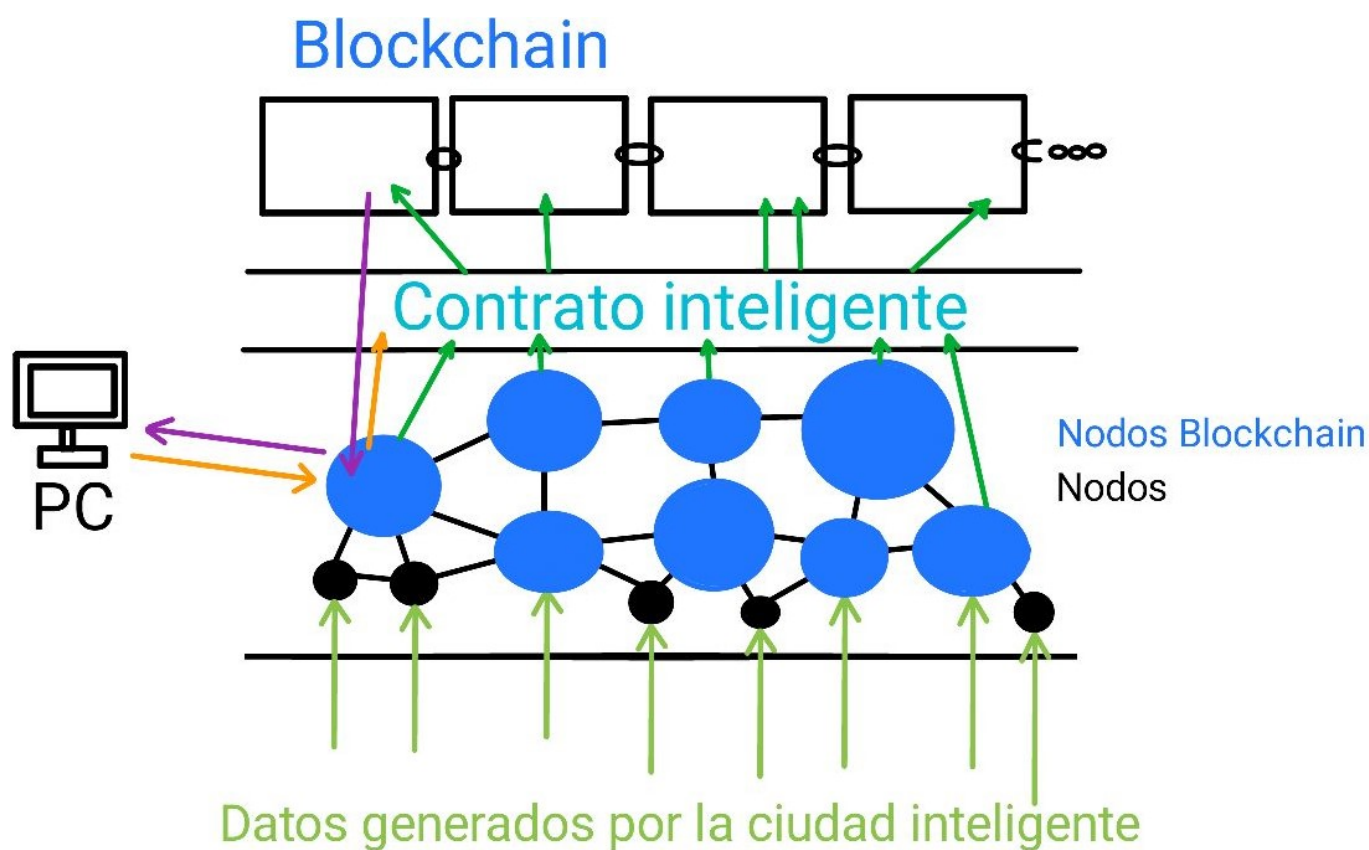 Blockchain
Contrato inteligente
PC
Nodos Blockchain
Nodos
Datos generados por la ciudad inteligente